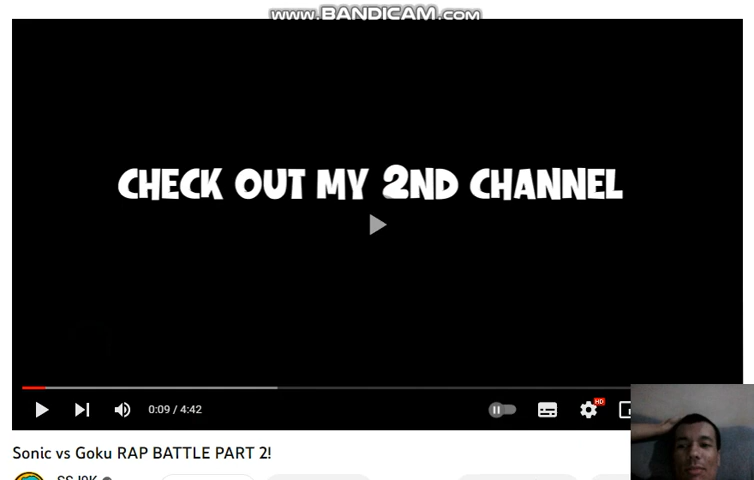 www.BANDICAM.com
CHECK OUT MY 2ND CHANNEL
0:09 / 4:42
HD
Sonic vs Goku RAP BATTLE PART 2!